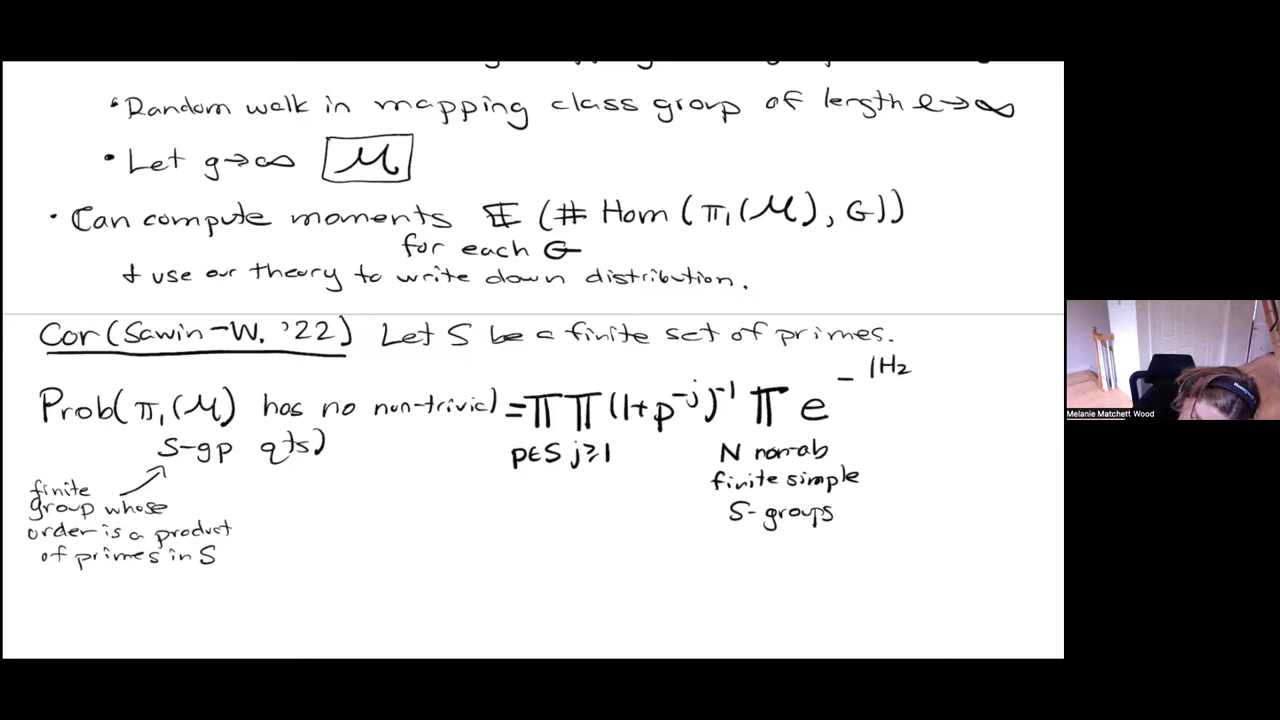 • Random walk in mapping class group of length ℓ→∞
• Let g→∞ M
• Can compute moments 𝔼 (# Hom (π₁(M), G))
for each G
+ use our theory to write down distribution.
Cor (Sawin–W, '22) Let S be a finite set of primes.
Prob(π₁(M) has no non-trivial = ∏ ∏ (1+p^{-j})^{-1} ∏ e^{-|H₂
S-gp qts) p∈S j≥1 N non-ab
finite simple
S-groups
finite
group whose
order is a product
of primes in S
Melanie Matchett Wood